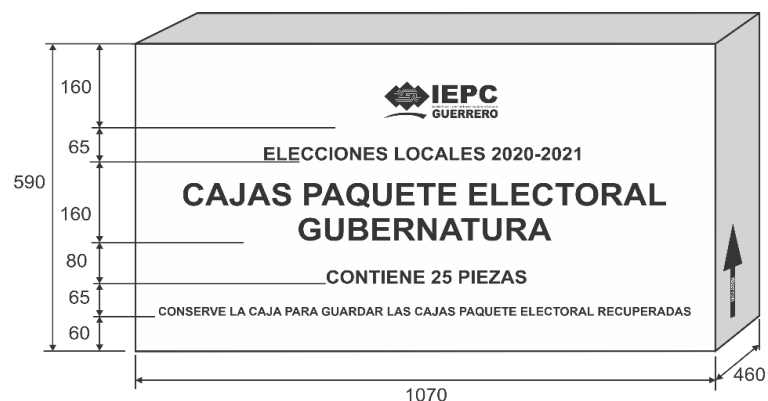 IEPC
GUERRERO
ELECCIONES LOCALES 2020-2021
CAJAS PAQUETE ELECTORAL
GUBERNATURA
CONTIENE 25 PIEZAS
CONSERVE LA CAJA PARA GUARDAR LAS CAJAS PAQUETE ELECTORAL RECUPERADAS
590
160
65
160
80
65
60
1070
460